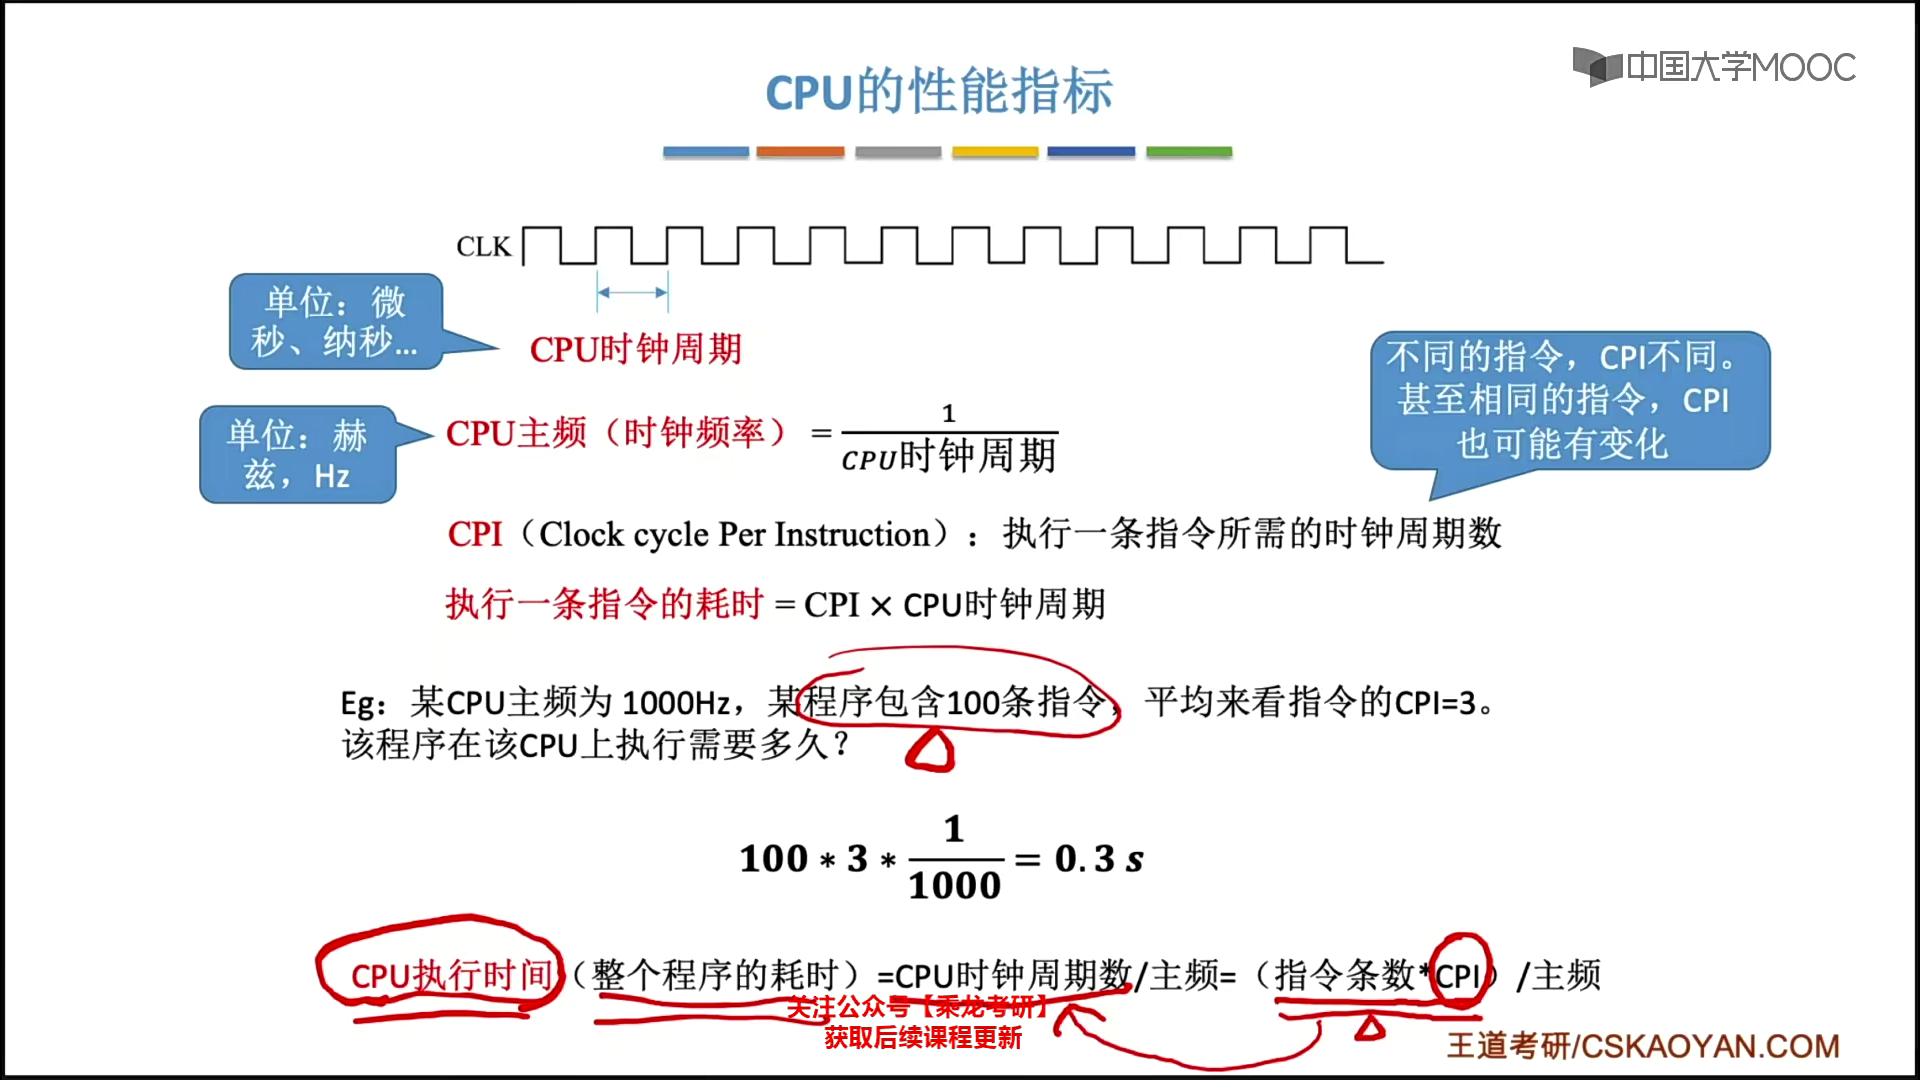 中国大学MOOC
CPU的性能指标
CLK
单位：微
秒、纳秒...
CPU时钟周期
不同的指令，CPI不同。
甚至相同的指令，CPI
也可能有变化
单位：赫
兹，Hz
CPU主频（时钟频率）= 1/CPU时钟周期
CPI（Clock cycle Per Instruction）：执行一条指令所需的时钟周期数
执行一条指令的耗时 = CPI × CPU时钟周期
Eg：某CPU主频为 1000Hz，某程序包含100条指令，平均来看指令的CPI=3。
该程序在该CPU上执行需要多久？
100 * 3 * 1/1000 = 0.3 s
CPU执行时间（整个程序的耗时）=CPU时钟周期数/主频=（指令条数*CPI）/主频
关注公众号【乘龙考研】
获取后续课程更新
王道考研/CSKAOYAN.COM